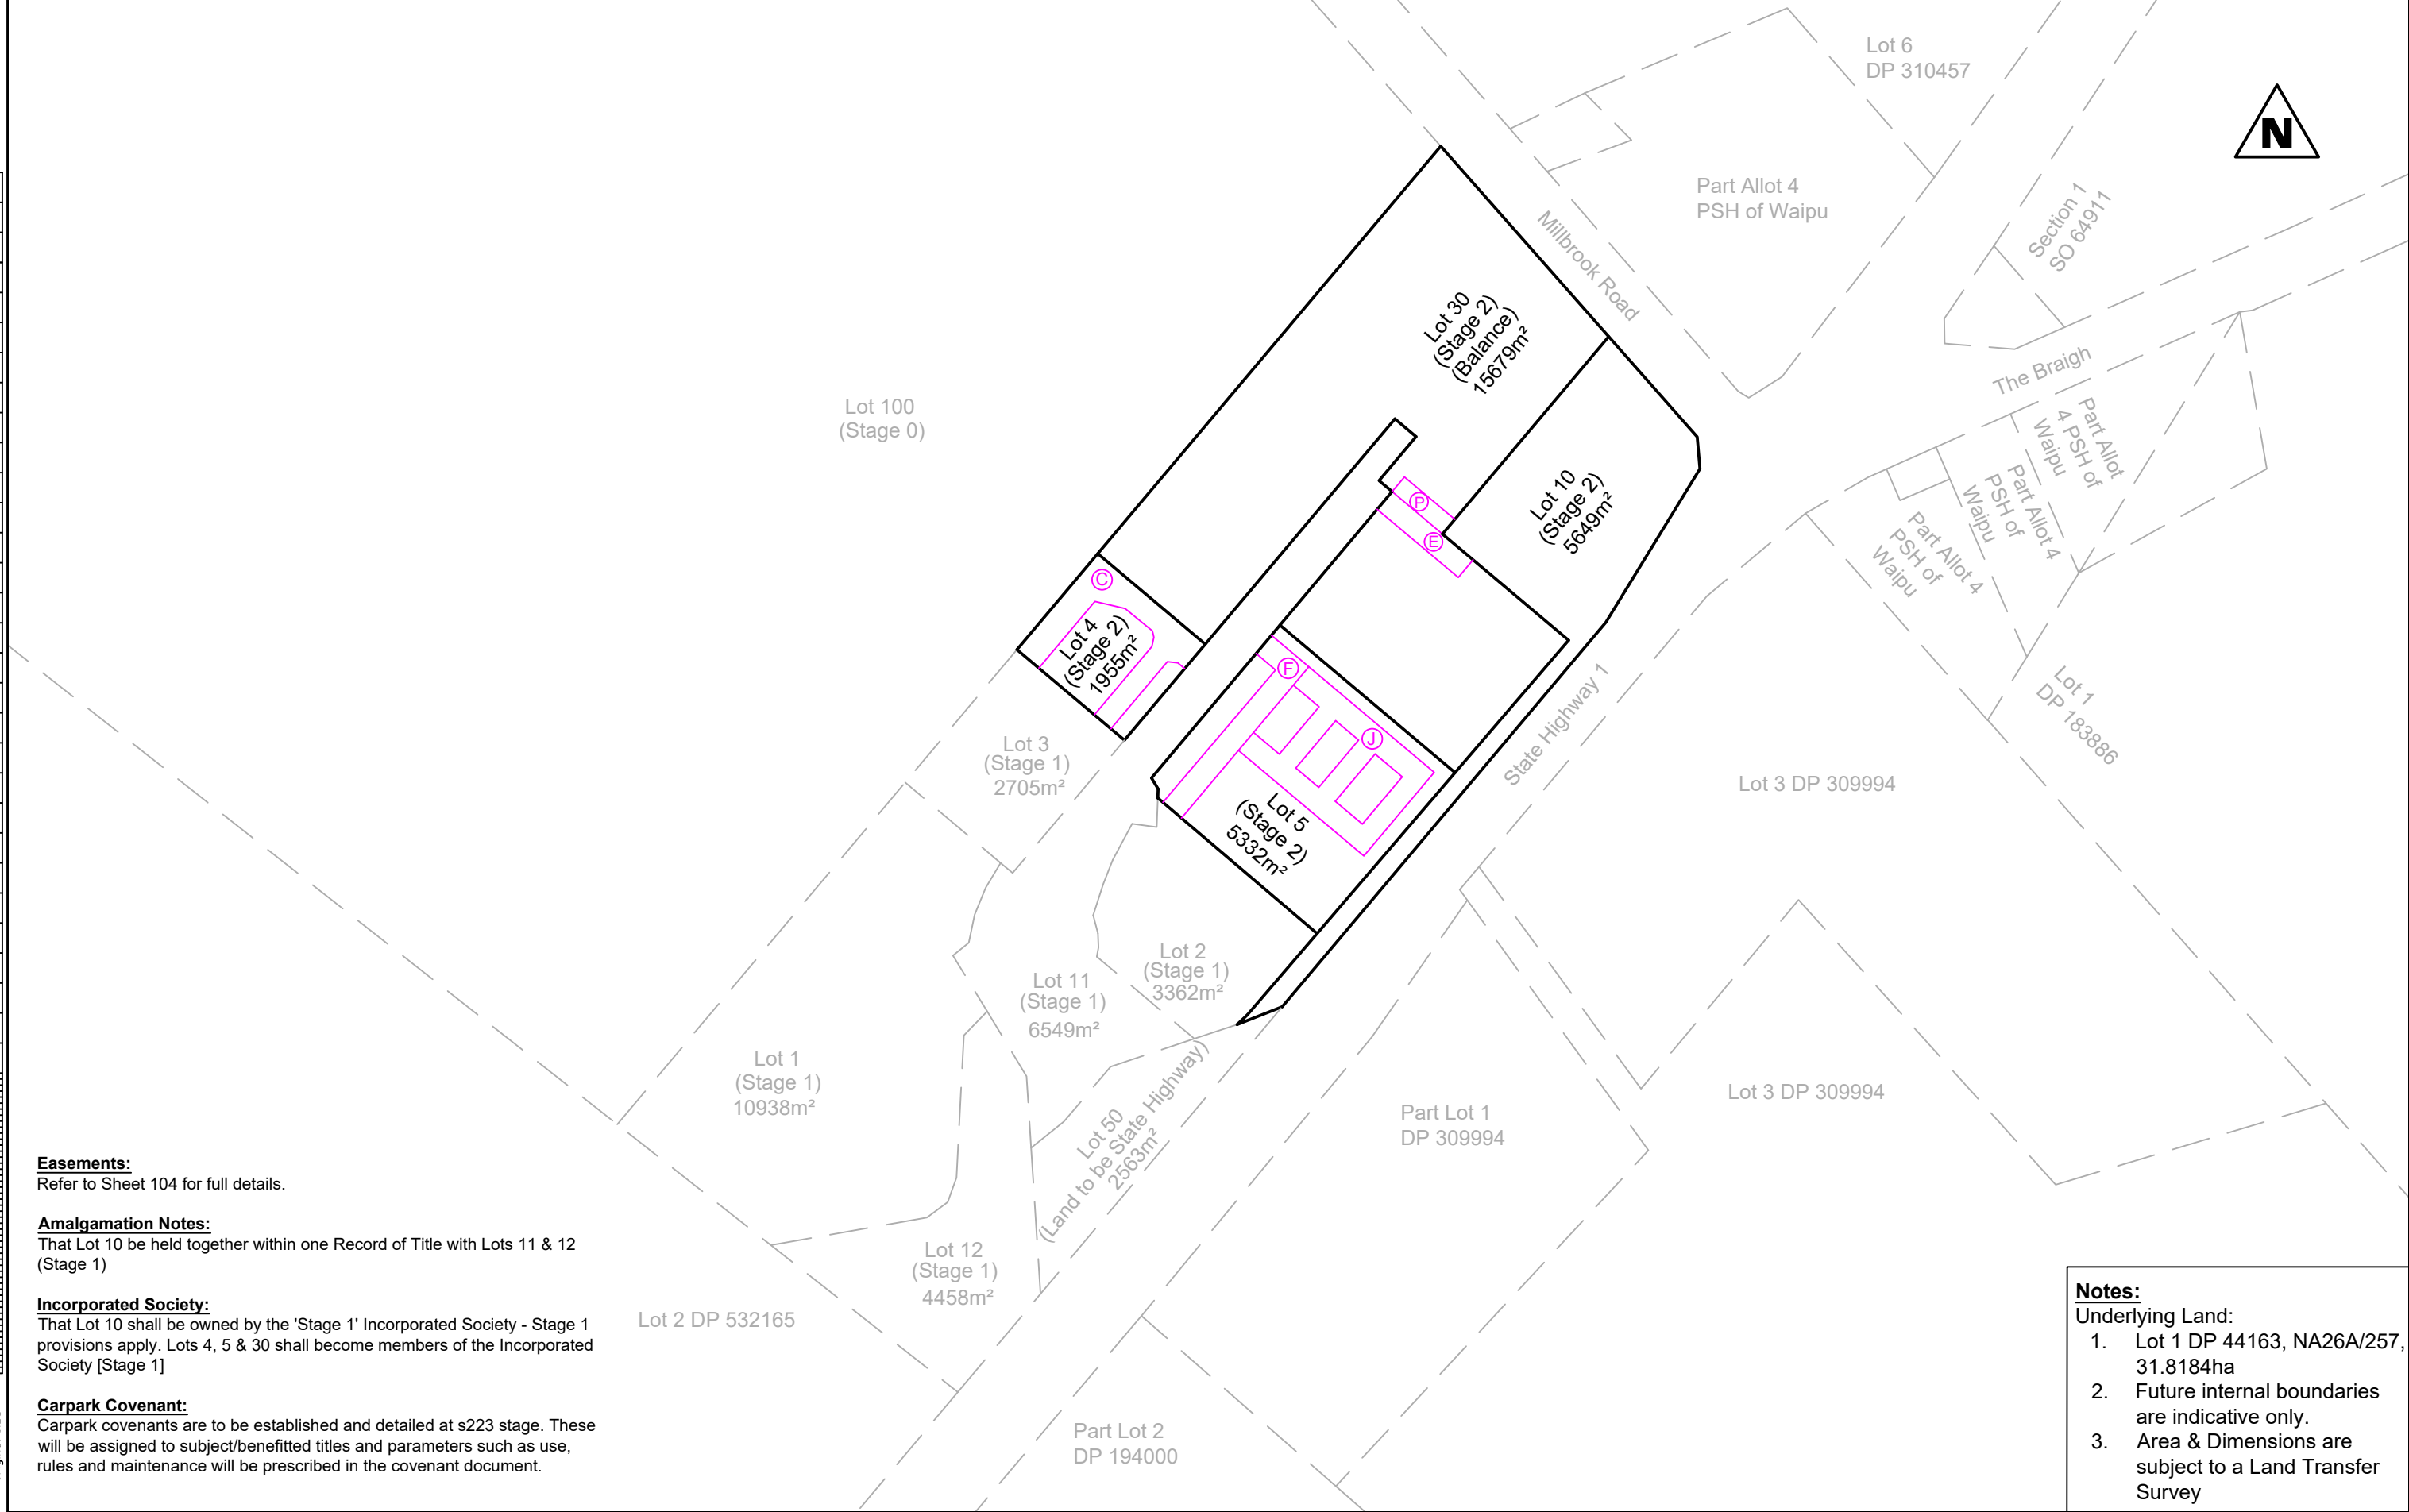 Lot 6
DP 310457
N
Part Allot 4
PSH of Waipu
Section 1
SO 64911
Millbrook Road
The Braigh
Lot 30
(Stage 2)
(Balance)
15679m²
Lot 100
(Stage 0)
Part Allot
4 PSH of
Waipu
Part Allot 4
PSH of
Waipu
Part Allot 4
PSH of
Waipu
Lot 10
(Stage 2)
5649m²
P
E
C
Lot 4
(Stage 2)
1955m²
F
J
State Highway 1
Lot 1
DP 183886
Lot 3
(Stage 1)
2705m²
Lot 3 DP 309994
Lot 5
(Stage 2)
5332m²
Lot 2
(Stage 1)
3362m²
Lot 11
(Stage 1)
6549m²
Lot 1
(Stage 1)
10938m²
Lot 50
(Land to be State Highway)
2563m²
Part Lot 1
DP 309994
Lot 3 DP 309994
Lot 12
(Stage 1)
4458m²
Lot 2 DP 532165
Part Lot 2
DP 194000
Easements:
Refer to Sheet 104 for full details.
Amalgamation Notes:
That Lot 10 be held together within one Record of Title with Lots 11 & 12
(Stage 1)
Incorporated Society:
That Lot 10 shall be owned by the 'Stage 1' Incorporated Society - Stage 1
provisions apply. Lots 4, 5 & 30 shall become members of the Incorporated
Society [Stage 1]
Carpark Covenant:
Carpark covenants are to be established and detailed at s223 stage. These
will be assigned to subject/benefitted titles and parameters such as use,
rules and maintenance will be prescribed in the covenant document.
Notes:
Underlying Land:
1. Lot 1 DP 44163, NA26A/257,
31.8184ha
2. Future internal boundaries
are indicative only.
3. Area & Dimensions are
subject to a Land Transfer
Survey